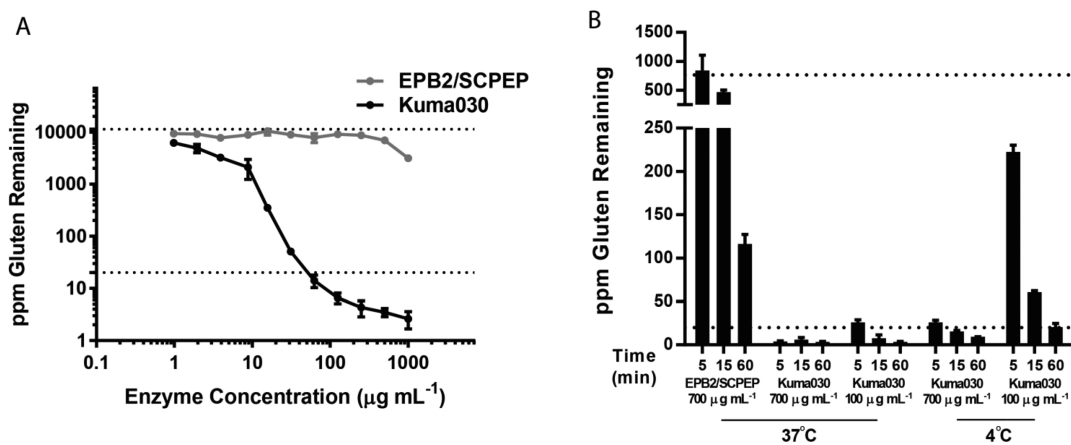 A
EPB2/SCPEP
Kuma030
ppm Gluten Remaining
10000
1000
100
10
1
0.1 1 10 100 1000
Enzyme Concentration (µg mL⁻¹)
B
ppm Gluten Remaining
1500
1000
500
250
200
150
100
50
0
Time (min)
5 15 60 5 15 60 5 15 60 5 15 60 5 15 60
EPB2/SCPEP Kuma030 Kuma030 Kuma030 Kuma030
700 µg mL⁻¹ 700 µg mL⁻¹ 100 µg mL⁻¹ 700 µg mL⁻¹ 100 µg mL⁻¹
37°C 4°C